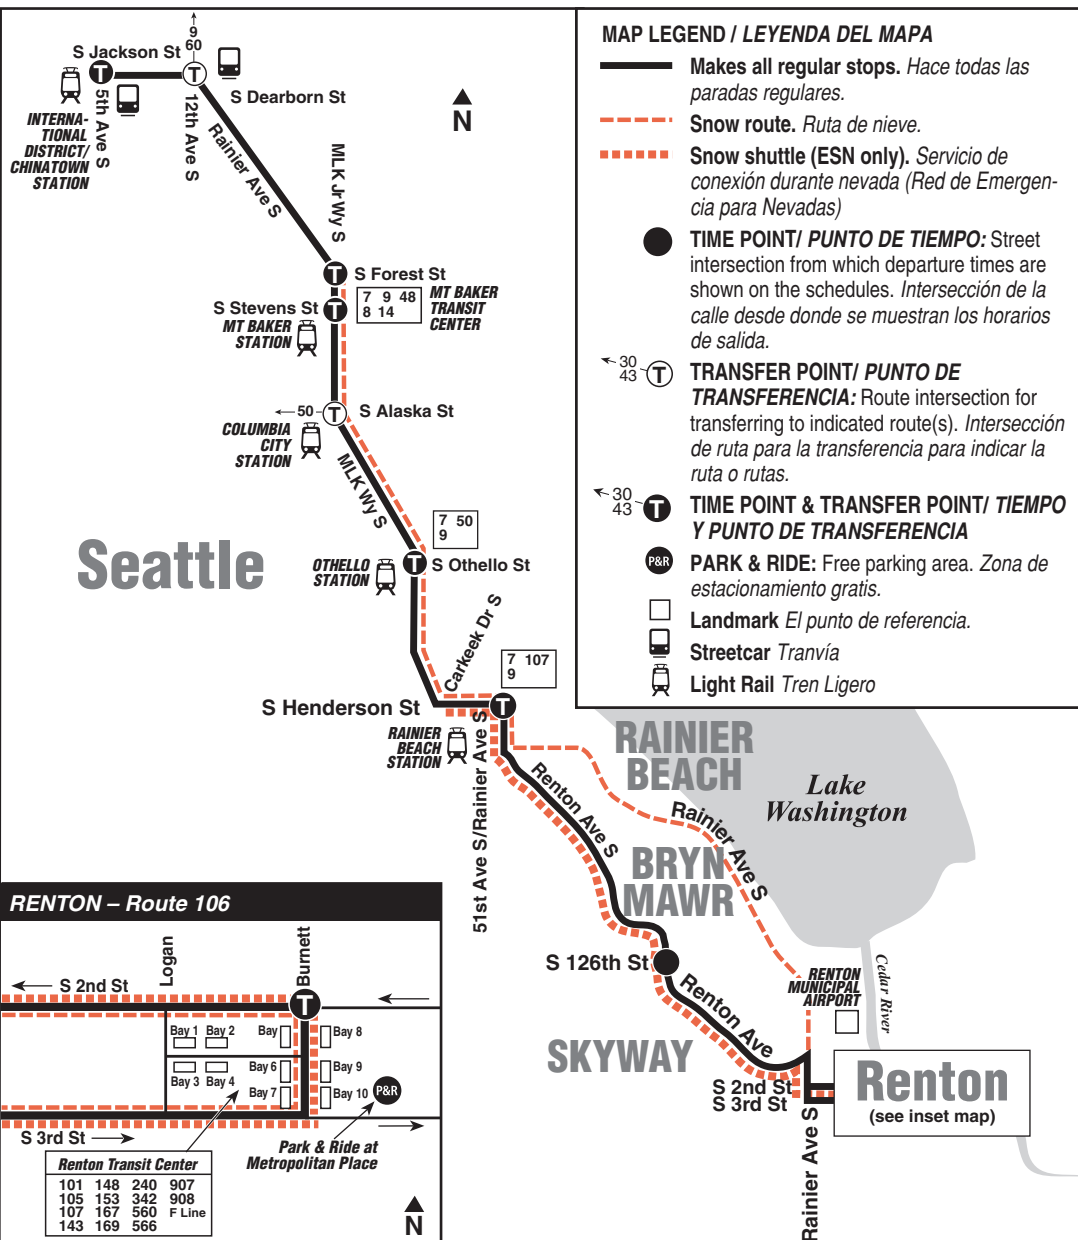 9
60
S Jackson St
T
T
S Dearborn St
5th Ave S
12th Ave S
INTERNA-
TIONAL
DISTRICT/
CHINATOWN
STATION
Rainier Ave S
N
MLK Jr Wy S
T
S Forest St
S Stevens St
T
7 9 48
8 14
MT BAKER
TRANSIT
CENTER
MT BAKER
STATION
50
T
S Alaska St
COLUMBIA
CITY
STATION
MLK Wy S
7 50
9
Seattle
OTHELLO
STATION
T
S Othello St
Carkeek Dr S
7 107
9
S Henderson St
T
RAINIER
BEACH
STATION
51st Ave S/Rainier Ave S
Renton Ave S
RAINIER
BEACH
Rainier Ave S
Lake
Washington
BRYN
MAWR
S 126th St
Renton Ave
SKYWAY
RENTON
MUNICIPAL
AIRPORT
Cedar River
S 2nd St
S 3rd St
Rainier Ave S
Renton
(see inset map)
MAP LEGEND / LEYENDA DEL MAPA
Makes all regular stops. Hace todas las
paradas regulares.
Snow route. Ruta de nieve.
Snow shuttle (ESN only). Servicio de
conexión durante nevada (Red de Emergen-
cia para Nevadas)
TIME POINT/ PUNTO DE TIEMPO: Street
intersection from which departure times are
shown on the schedules. Intersección de la
calle desde donde se muestran los horarios
de salida.
30
43
T
TRANSFER POINT/ PUNTO DE
TRANSFERENCIA: Route intersection for
transferring to indicated route(s). Intersección
de ruta para la transferencia para indicar la
ruta o rutas.
30
43
T
TIME POINT & TRANSFER POINT/ TIEMPO
Y PUNTO DE TRANSFERENCIA
P&R
PARK & RIDE: Free parking area. Zona de
estacionamiento gratis.
Landmark El punto de referencia.
Streetcar Tranvía
Light Rail Tren Ligero
RENTON – Route 106
Logan
Burnett
S 2nd St
T
Bay 1 Bay 2
Bay
Bay 8
Bay 3 Bay 4
Bay 6
Bay 9
Bay 7
Bay 10
P&R
S 3rd St
Park & Ride at
Metropolitan Place
Renton Transit Center
101 148 240 907
105 153 342 908
107 167 560 F Line
143 169 566
N